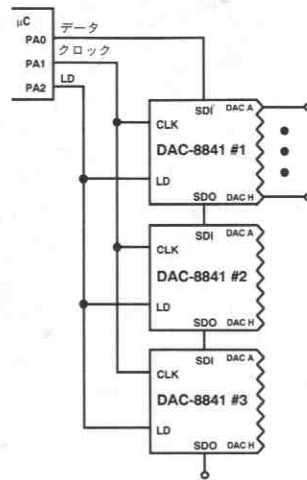 μC
データ
PA0
クロック
PA1
LD
PA2
SDI DAC A
CLK
DAC-8841 #1
LD
SDO DAC H
SDI DAC A
CLK
DAC-8841 #2
LD
SDO DAC H
SDI DAC A
CLK
DAC-8841 #3
LD
SDO DAC H